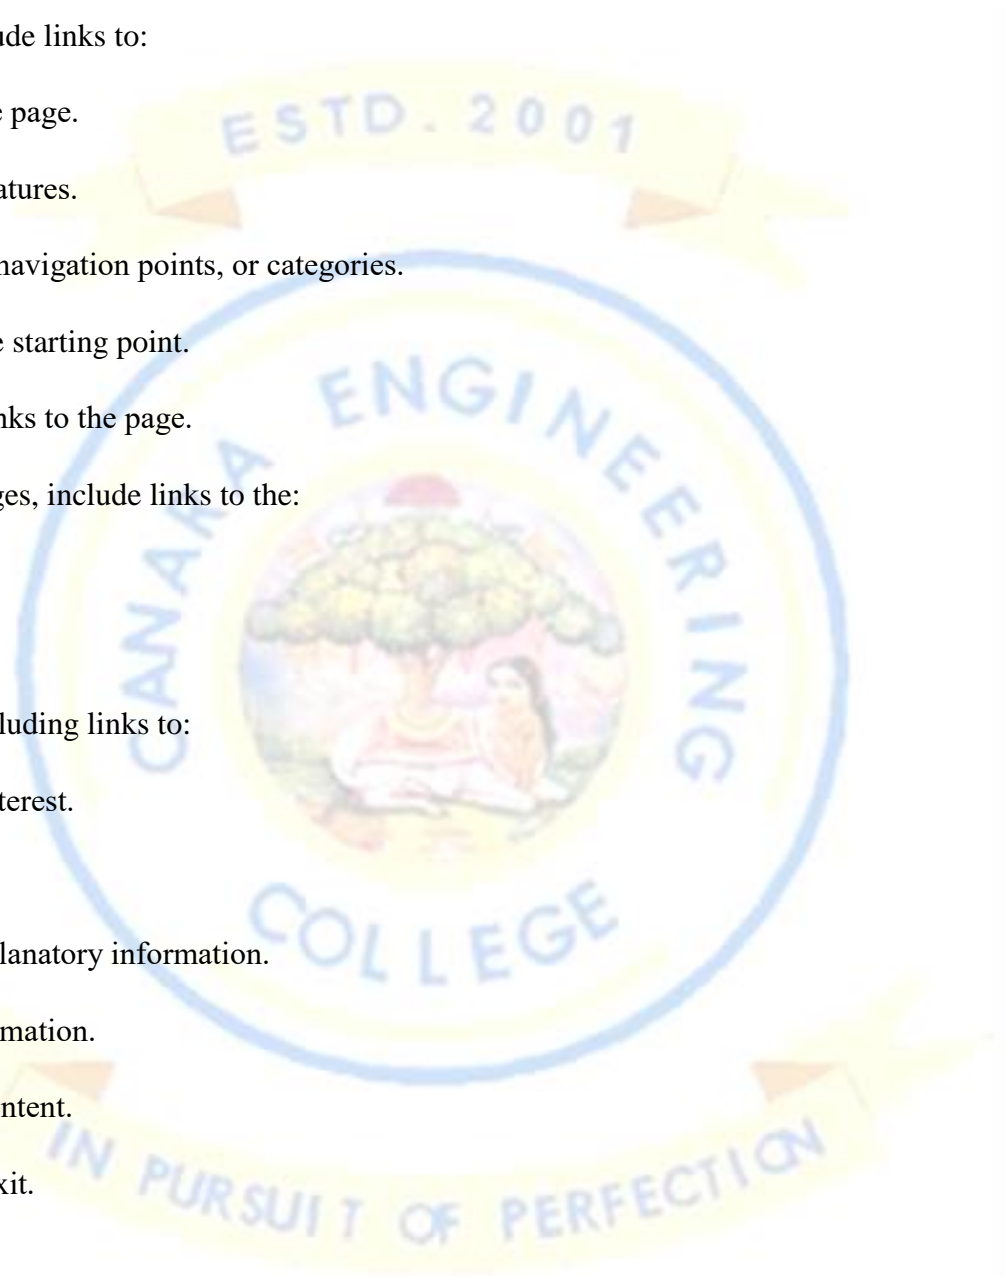 ude links to:
e page.
ESTD. 2001
atures.
navigation points, or categories.
e starting point.
nks to the page.
ges, include links to the:
CANARA ENGINEERING
luding links to:
terest.
COLLEGE
lanatory information.
mation.
ntent.
xit.
IN PURSUIT OF PERFECTION